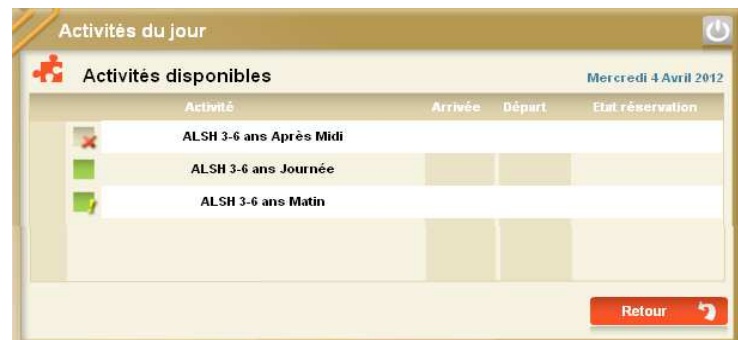 Activités du jour
Activités disponibles Mercredi 4 Avril 2012
Activité Arrivée Départ Etat réservation
ALSH 3-6 ans Après Midi
ALSH 3-6 ans Journée
ALSH 3-6 ans Matin
Retour